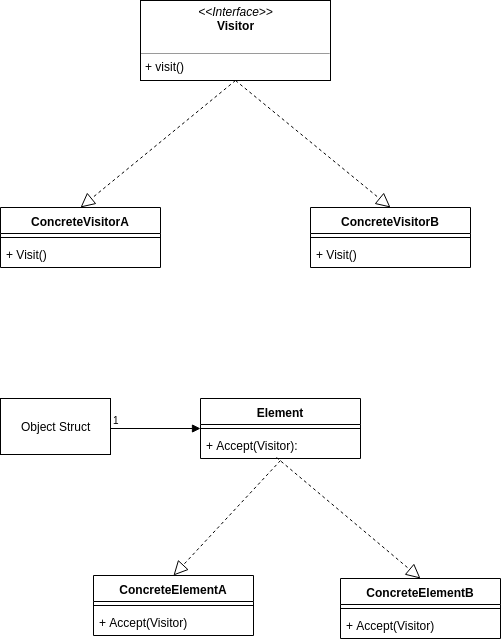 <<Interface>>
Visitor
+ visit()
ConcreteVisitorA
+ Visit()
ConcreteVisitorB
+ Visit()
Object Struct
1
Element
+ Accept(Visitor):
ConcreteElementA
+ Accept(Visitor)
ConcreteElementB
+ Accept(Visitor)